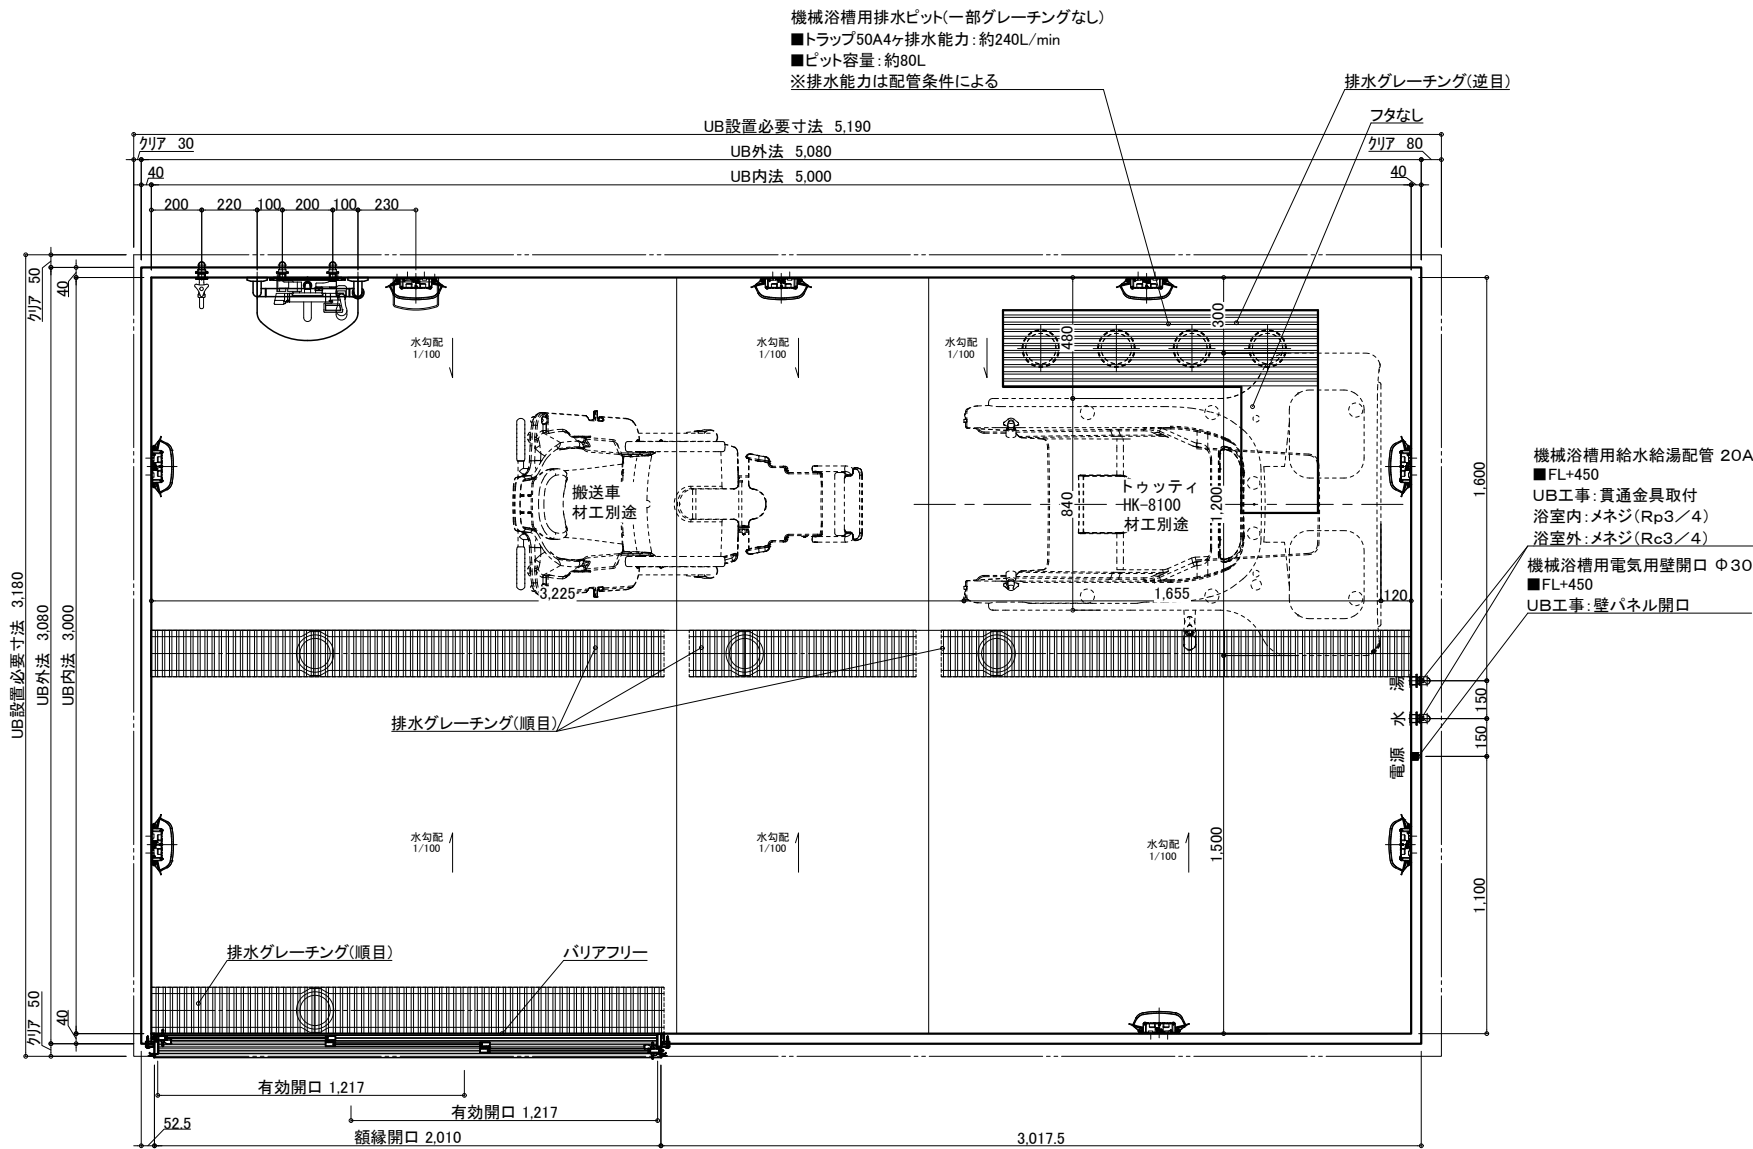 機械浴槽用排水ピット(一部グレーチングなし)
■トラップ50A4ヶ排水能力:約240L/min
■ピット容量:約80L
※排水能力は配管条件による
排水グレーチング(逆目)
フタなし
UB設置必要寸法 5,190
クリア 30
UB外法 5,080
クリア 80
40
UB内法 5,000
40
200
220
100
200
100
230
クリア 50
40
UB設置必要寸法 3,180
UB外法 3,080
UB内法 3,000
水勾配
1/100
水勾配
1/100
水勾配
1/100
480
300
搬送車
材工別途
840
トゥッティ
HK-8100
材工別途
1,200
1,600
機械浴槽用給水給湯配管 20A
■FL+450
UB工事:貫通金具取付
浴室内:メネジ(Rp3/4)
浴室外:メネジ(Rc3/4)
機械浴槽用電気用壁開口 Φ30
■FL+450
UB工事:壁パネル開口
3,225
1,655
120
湯
水
電源
150
150
排水グレーチング(順目)
水勾配
1/100
水勾配
1/100
水勾配
1/100
1,500
1,100
排水グレーチング(順目)
バリアフリー
クリア 50
40
有効開口 1,217
有効開口 1,217
52.5
額縁開口 2,010
3,017.5